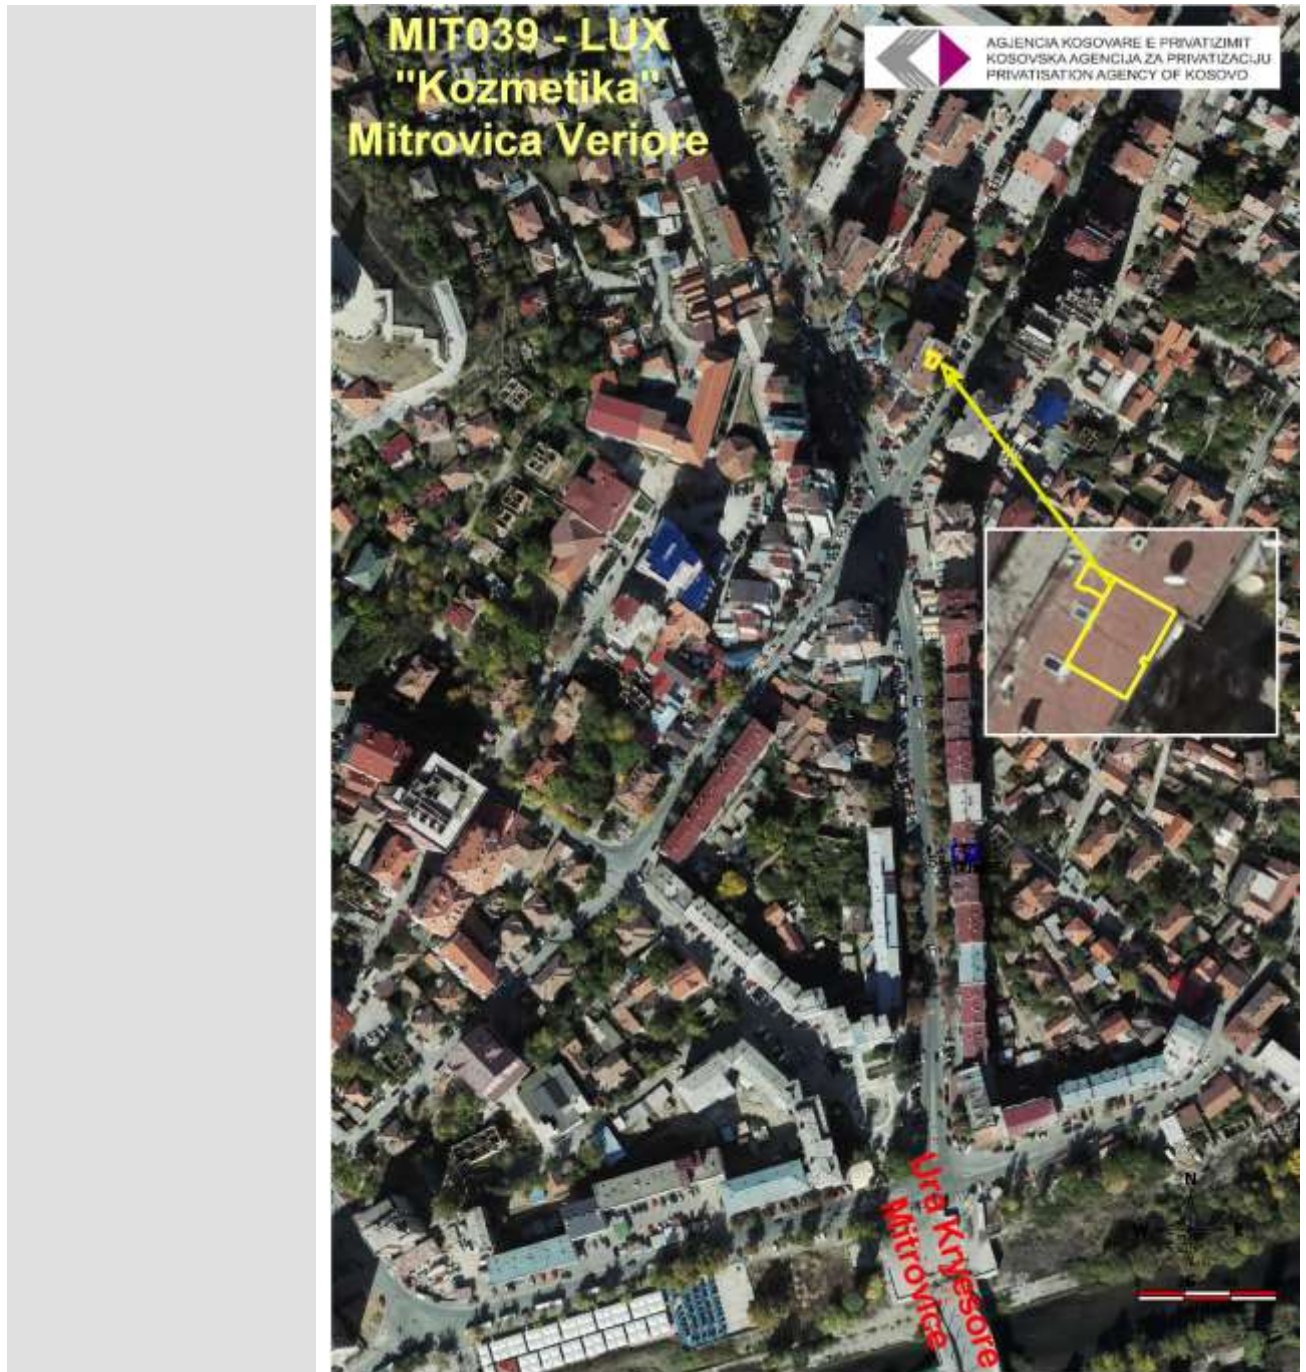 MIT039 - LUX
"Kozmetika"
Mitrovica Veriore
AGJENCIA KOSOVARE E PRIVATIZIMIT
KOSOVSKA AGENCIJA ZA PRIVATIZACIJU
PRIVATISATION AGENCY OF KOSOVO
Ura Kryesore
Mitrovice
N